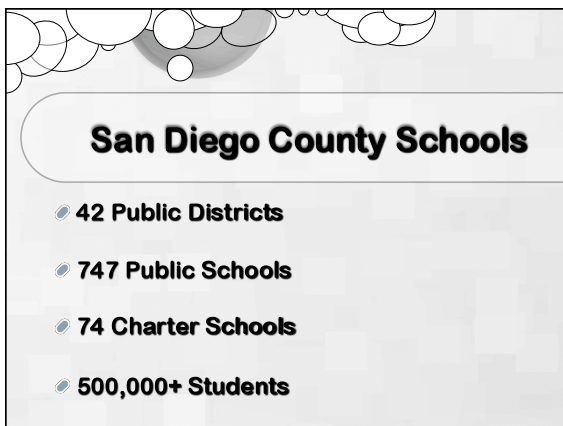 San Diego County Schools
42 Public Districts
747 Public Schools
74 Charter Schools
500,000+ Students